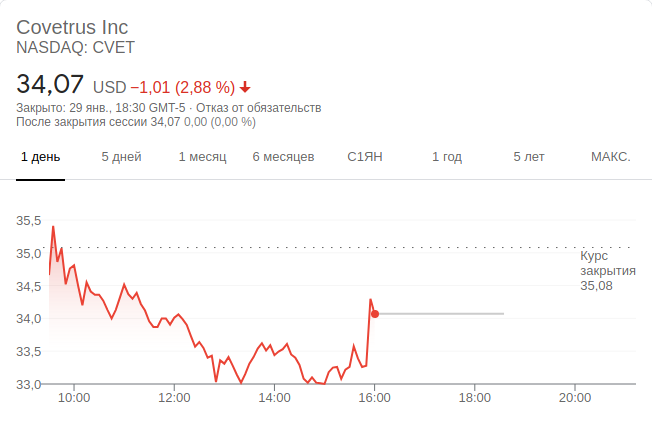 Covetrus Inc
NASDAQ: CVET
34,07 USD −1,01 (2,88 %)
Закрыто: 29 янв., 18:30 GMT-5 · Отказ от обязательств
После закрытия сессии 34,07 0,00 (0,00 %)
1 день 5 дней 1 месяц 6 месяцев С1ЯН 1 год 5 лет МАКС.
35,5
35,0
Курс
закрытия
35,08
34,5
34,0
33,5
33,0
10:00 12:00 14:00 16:00 18:00 20:00